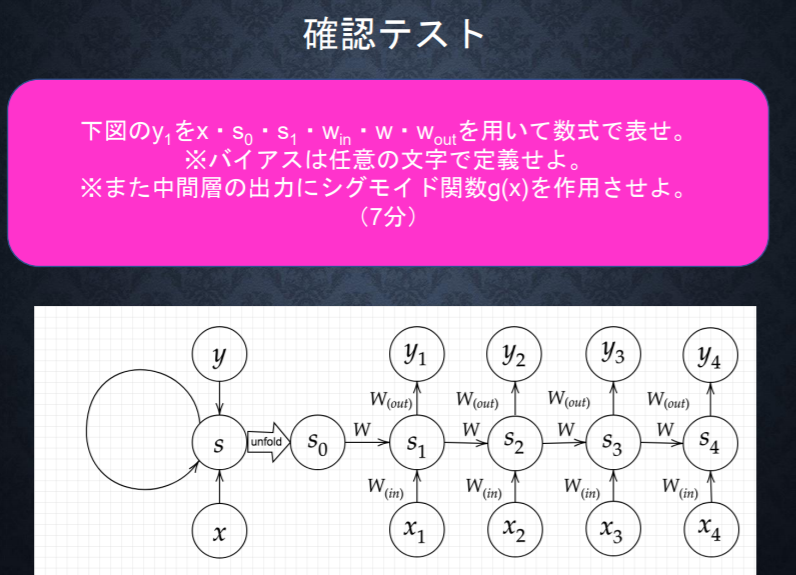 確認テスト
下図のy₁をx・s₀・s₁・w_in・w・w_outを用いて数式で表せ。
※バイアスは任意の文字で定義せよ。
※また中間層の出力にシグモイド関数g(x)を作用させよ。
（7分）
y y₁ y₂ y₃ y₄
W(out) W(out) W(out) W(out)
s unfold s₀ W s₁ W s₂ W s₃ W s₄
W(in) W(in) W(in) W(in)
x x₁ x₂ x₃ x₄